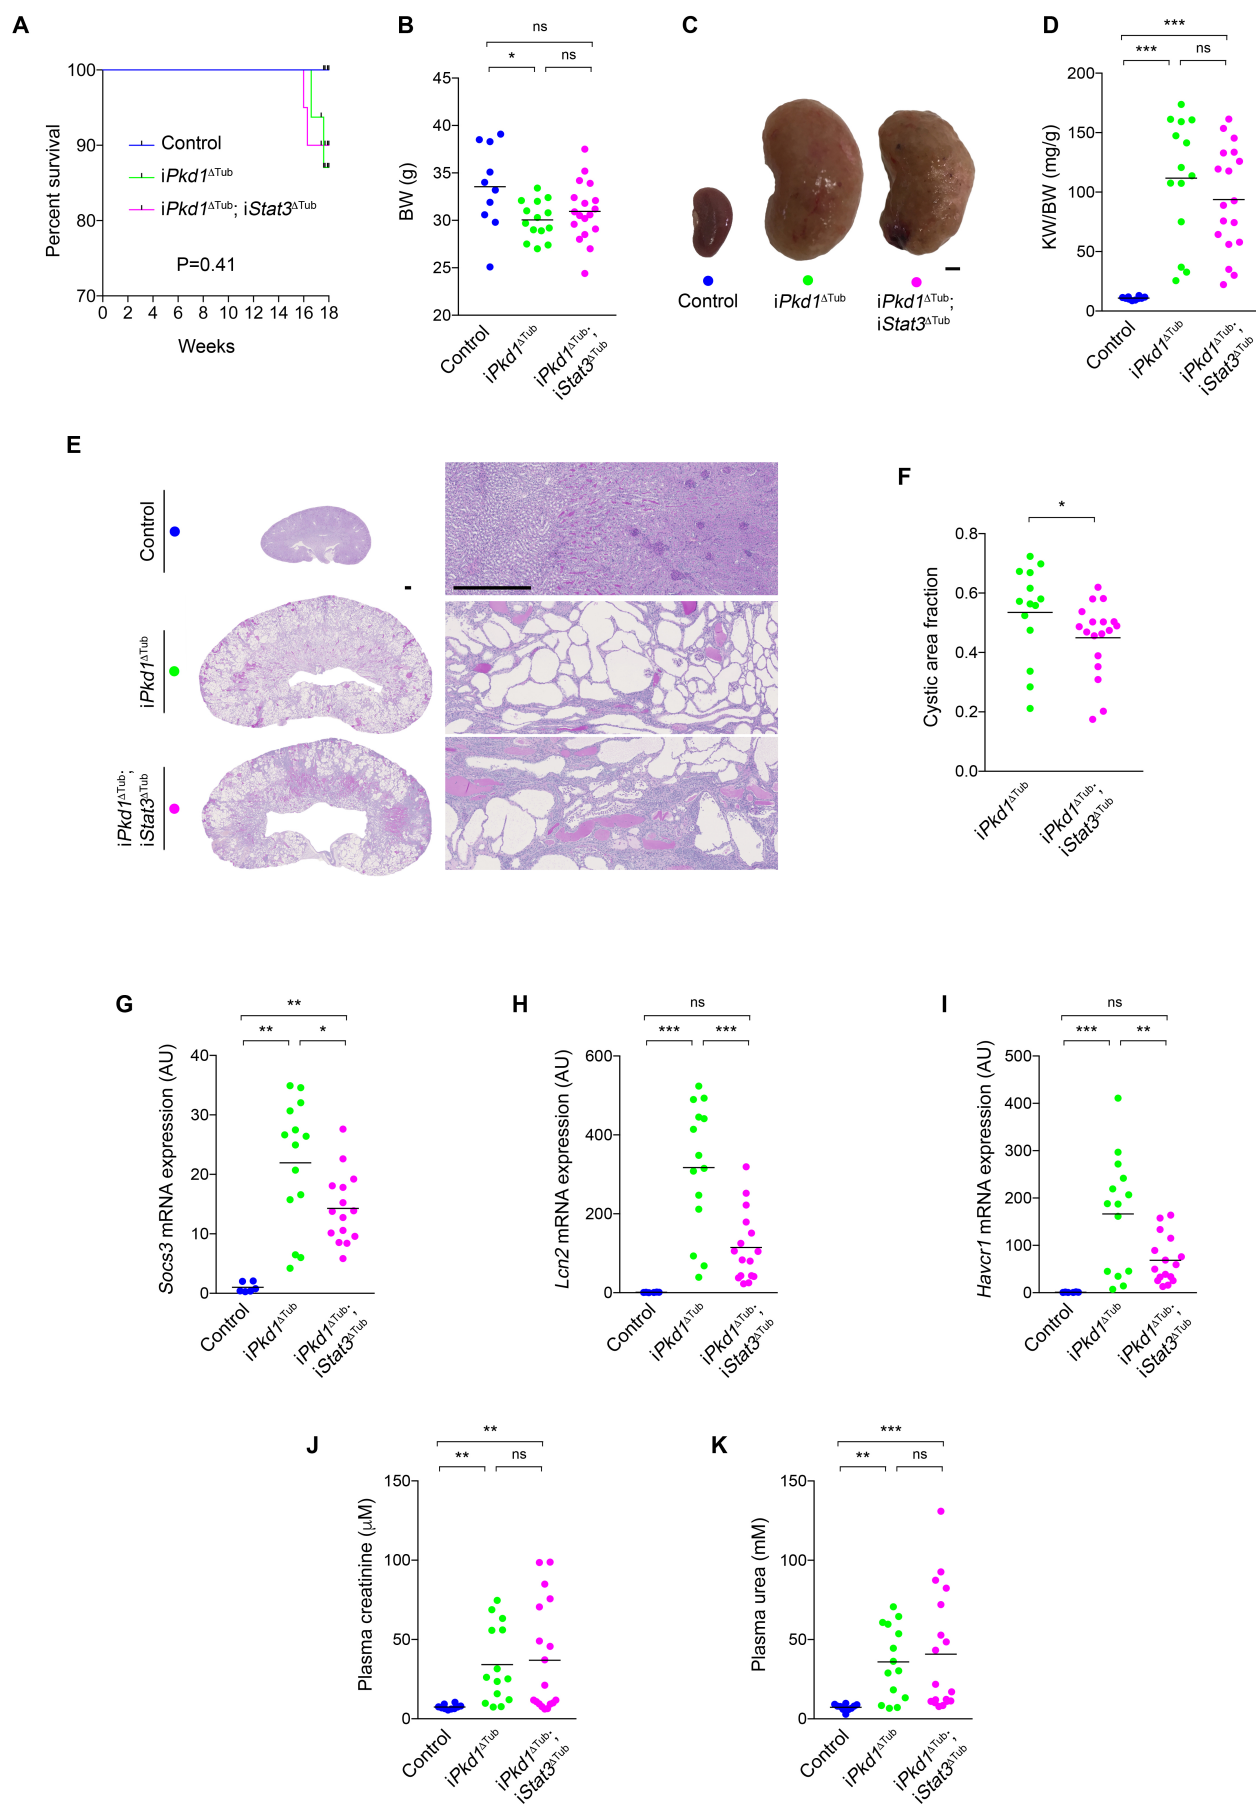 A
Percent survival
100
90
80
70
Control
iPkd1ΔTub
iPkd1ΔTub; iStat3ΔTub
P=0.41
0 2 4 6 8 10 12 14 16 18
Weeks
B
ns
* ns
BW (g)
45
40
35
30
25
20
Control
iPkd1ΔTub
iPkd1ΔTub;
iStat3ΔTub
C
Control
iPkd1ΔTub
iPkd1ΔTub;
iStat3ΔTub
D
***
*** ns
KW/BW (mg/g)
200
150
100
50
0
Control
iPkd1ΔTub
iPkd1ΔTub;
iStat3ΔTub
E
Control
iPkd1ΔTub
iPkd1ΔTub;
iStat3ΔTub
F
*
Cystic area fraction
0.8
0.6
0.4
0.2
0.0
iPkd1ΔTub
iPkd1ΔTub;
iStat3ΔTub
G
**
** *
Socs3 mRNA expression (AU)
40
30
20
10
0
Control
iPkd1ΔTub
iPkd1ΔTub;
iStat3ΔTub
H
ns
*** ***
Lcn2 mRNA expression (AU)
600
400
200
0
Control
iPkd1ΔTub
iPkd1ΔTub;
iStat3ΔTub
I
ns
*** **
Havcr1 mRNA expression (AU)
500
400
300
200
100
0
Control
iPkd1ΔTub
iPkd1ΔTub;
iStat3ΔTub
J
**
** ns
Plasma creatinine (μM)
150
100
50
0
Control
iPkd1ΔTub
iPkd1ΔTub;
iStat3ΔTub
K
***
** ns
Plasma urea (mM)
150
100
50
0
Control
iPkd1ΔTub
iPkd1ΔTub;
iStat3ΔTub